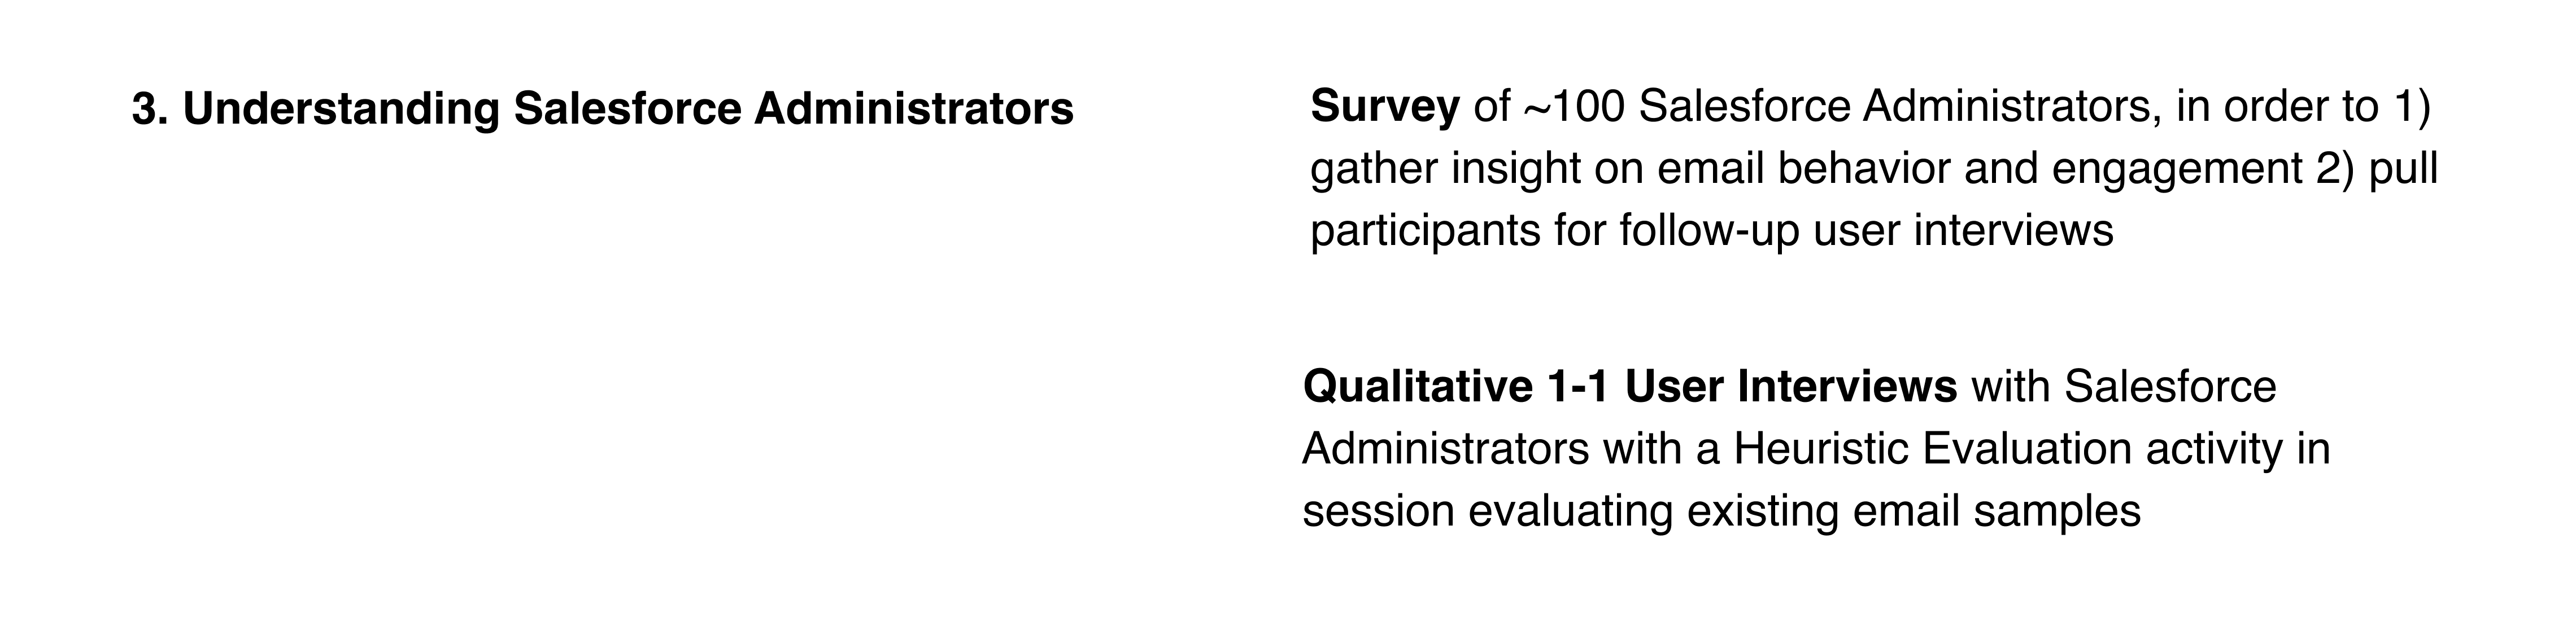 3. Understanding Salesforce Administrators
Survey of ~100 Salesforce Administrators, in order to 1)
gather insight on email behavior and engagement 2) pull
participants for follow-up user interviews
Qualitative 1-1 User Interviews with Salesforce
Administrators with a Heuristic Evaluation activity in
session evaluating existing email samples